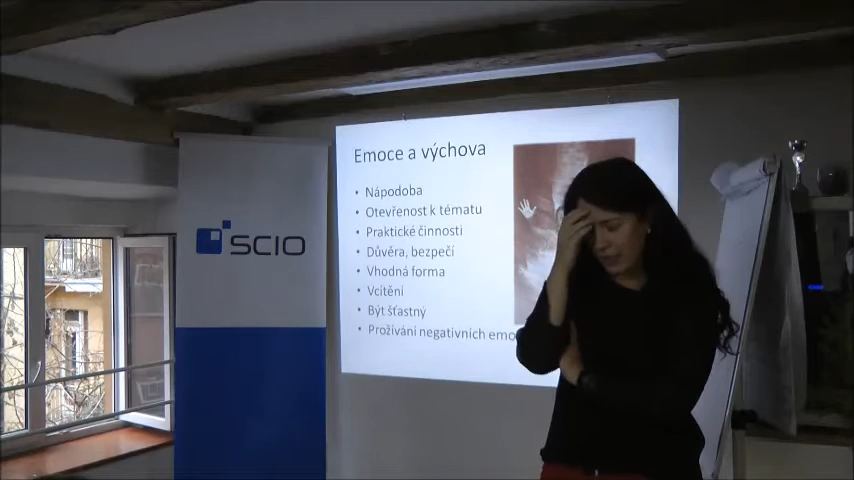 Emoce a výchova
• Nápodoba
• Otevřenost k tématu
• Praktické činnosti
• Důvěra, bezpečí
• Vhodná forma
• Vcítění
• Být šťastný
• Prožívání negativních emo
SCIO